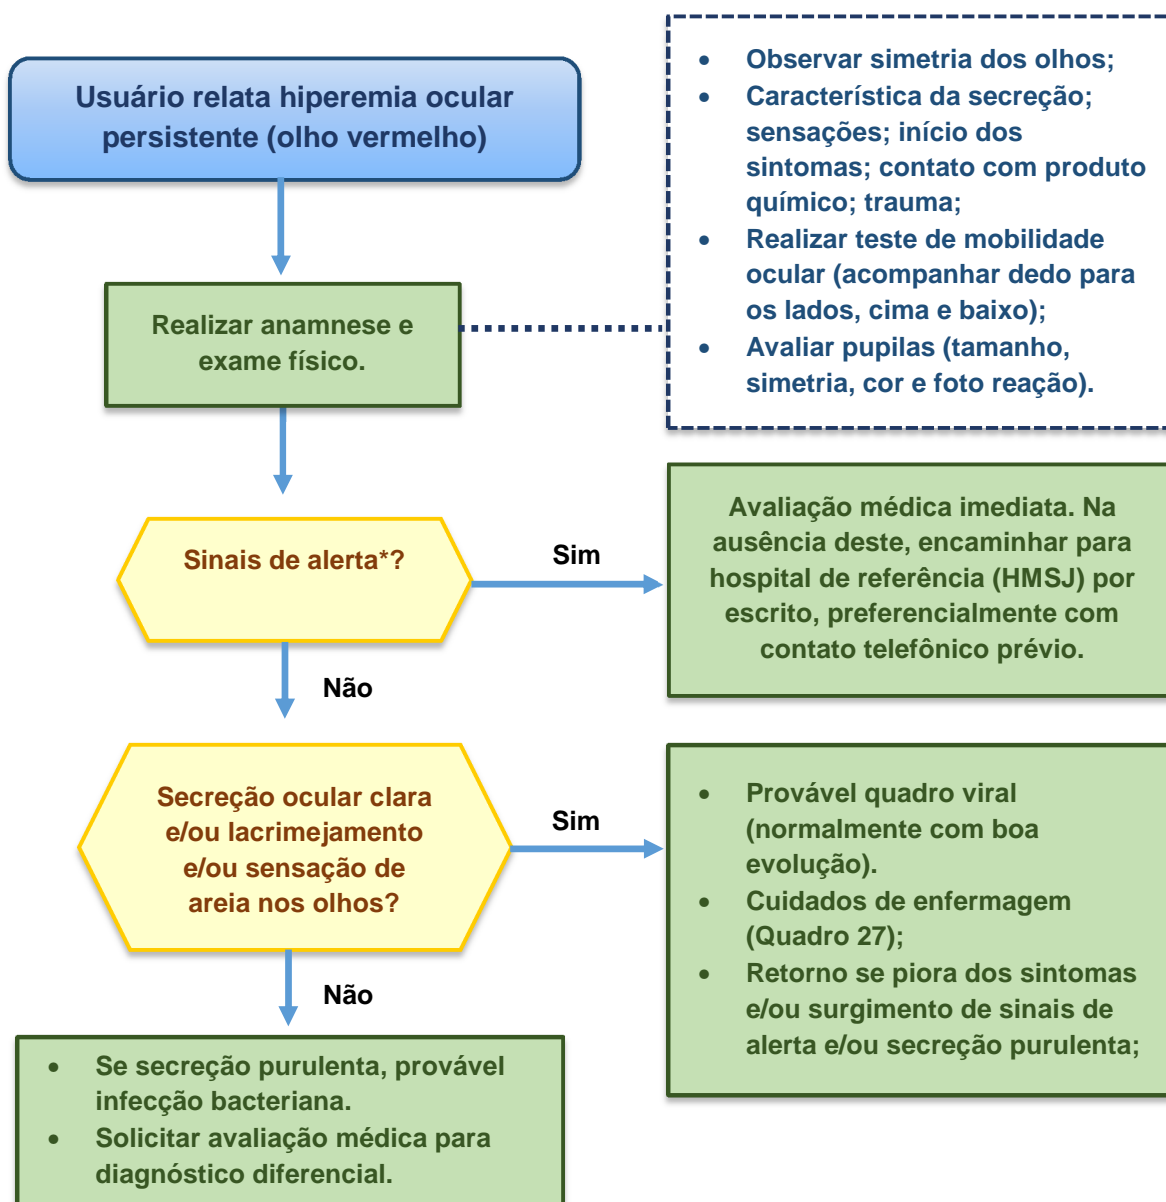 Usuário relata hiperemia ocular
persistente (olho vermelho)
• Observar simetria dos olhos;
• Característica da secreção;
sensações; início dos
sintomas; contato com produto
químico; trauma;
• Realizar teste de mobilidade
ocular (acompanhar dedo para
os lados, cima e baixo);
• Avaliar pupilas (tamanho,
simetria, cor e foto reação).
Realizar anamnese e
exame físico.
Sinais de alerta*?
Sim
Avaliação médica imediata. Na
ausência deste, encaminhar para
hospital de referência (HMSJ) por
escrito, preferencialmente com
contato telefônico prévio.
Não
Secreção ocular clara
e/ou lacrimejamento
e/ou sensação de
areia nos olhos?
Sim
• Provável quadro viral
(normalmente com boa
evolução).
• Cuidados de enfermagem
(Quadro 27);
• Retorno se piora dos sintomas
e/ou surgimento de sinais de
alerta e/ou secreção purulenta;
Não
• Se secreção purulenta, provável
infecção bacteriana.
• Solicitar avaliação médica para
diagnóstico diferencial.